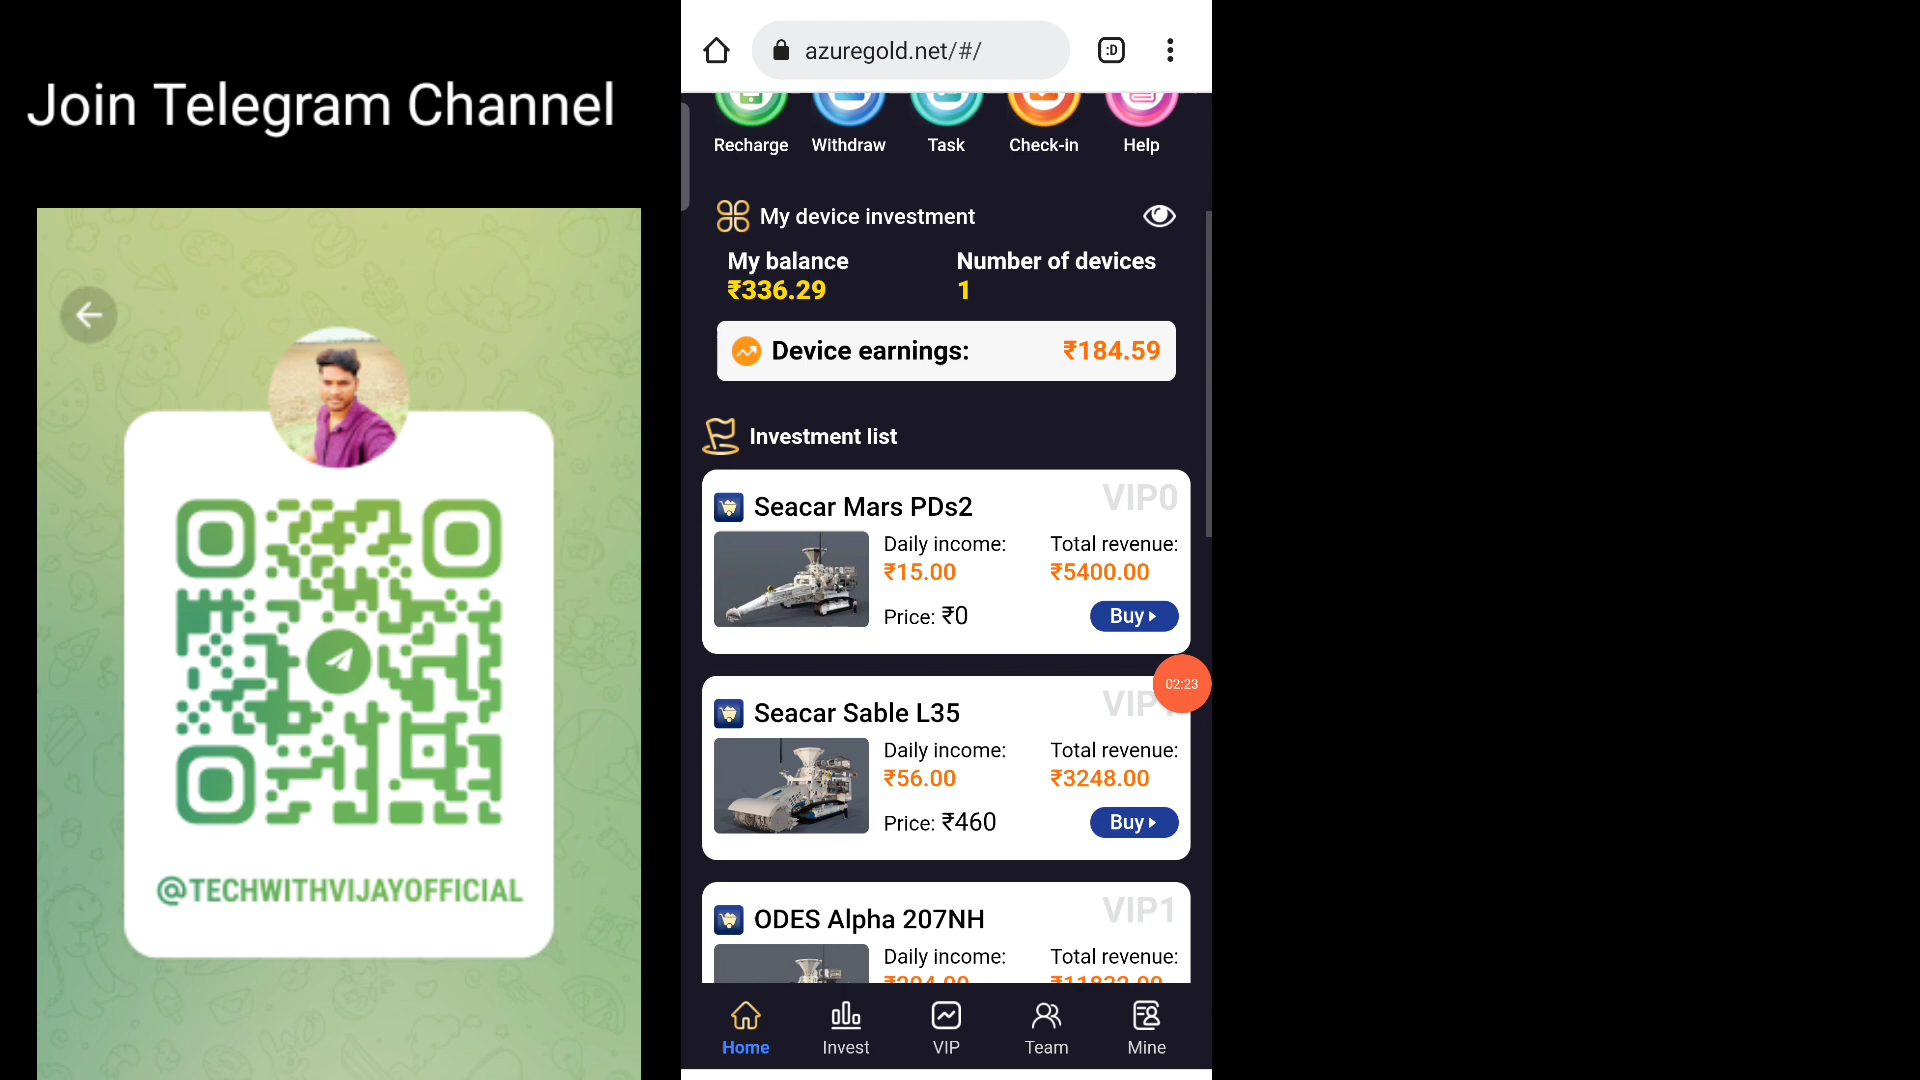 Join Telegram Channel
@TECHWITHVIJAYOFFICIAL
azuregold.net/#/
:D
Recharge
Withdraw
Task
Check-in
Help
My device investment
My balance
Number of devices
₹336.29
1
Device earnings:
₹184.59
Investment list
Seacar Mars PDs2
VIP0
Daily income:
Total revenue:
₹15.00
₹5400.00
Price: ₹0
Buy
02:23
Seacar Sable L35
Daily income:
Total revenue:
₹56.00
₹3248.00
Price: ₹460
Buy
ODES Alpha 207NH
VIP1
Daily income:
Total revenue:
Home
Invest
VIP
Team
Mine